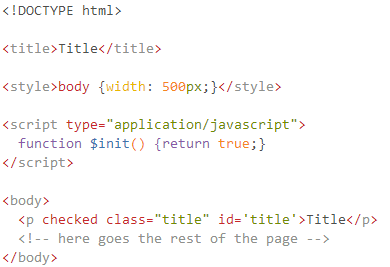 <!DOCTYPE html>
<title>Title</title>
<style>body {width: 500px;}</style>
<script type="application/javascript">
function $init() {return true;}
</script>
<body>
<p checked class="title" id='title'>Title</p>
<!-- here goes the rest of the page -->
</body>